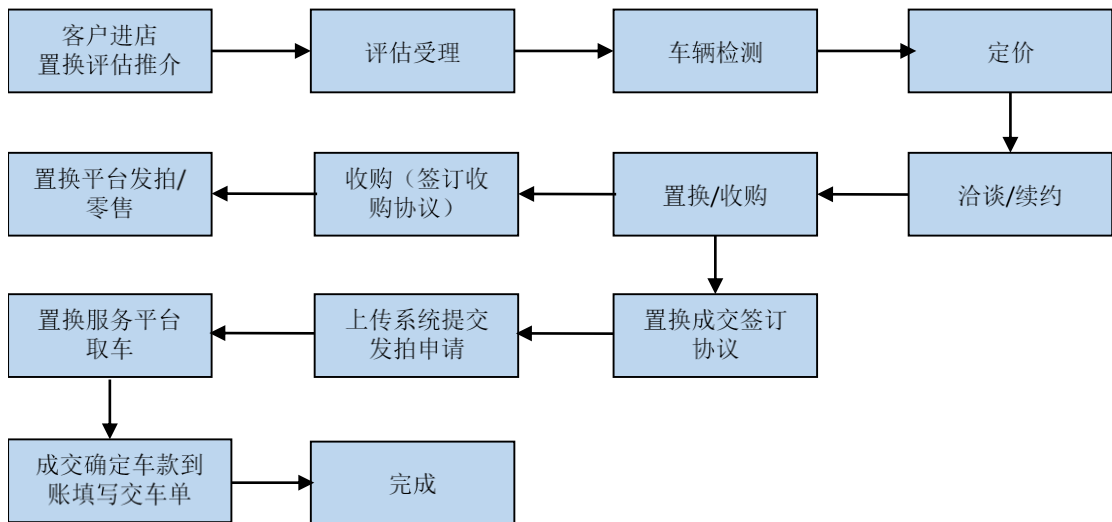 客户进店
置换评估推介
评估受理
车辆检测
定价
洽谈/续约
置换/收购
收购（签订收
购协议）
置换平台发拍/
零售
置换成交签订
协议
上传系统提交
发拍申请
置换服务平台
取车
成交确定车款到
账填写交车单
完成